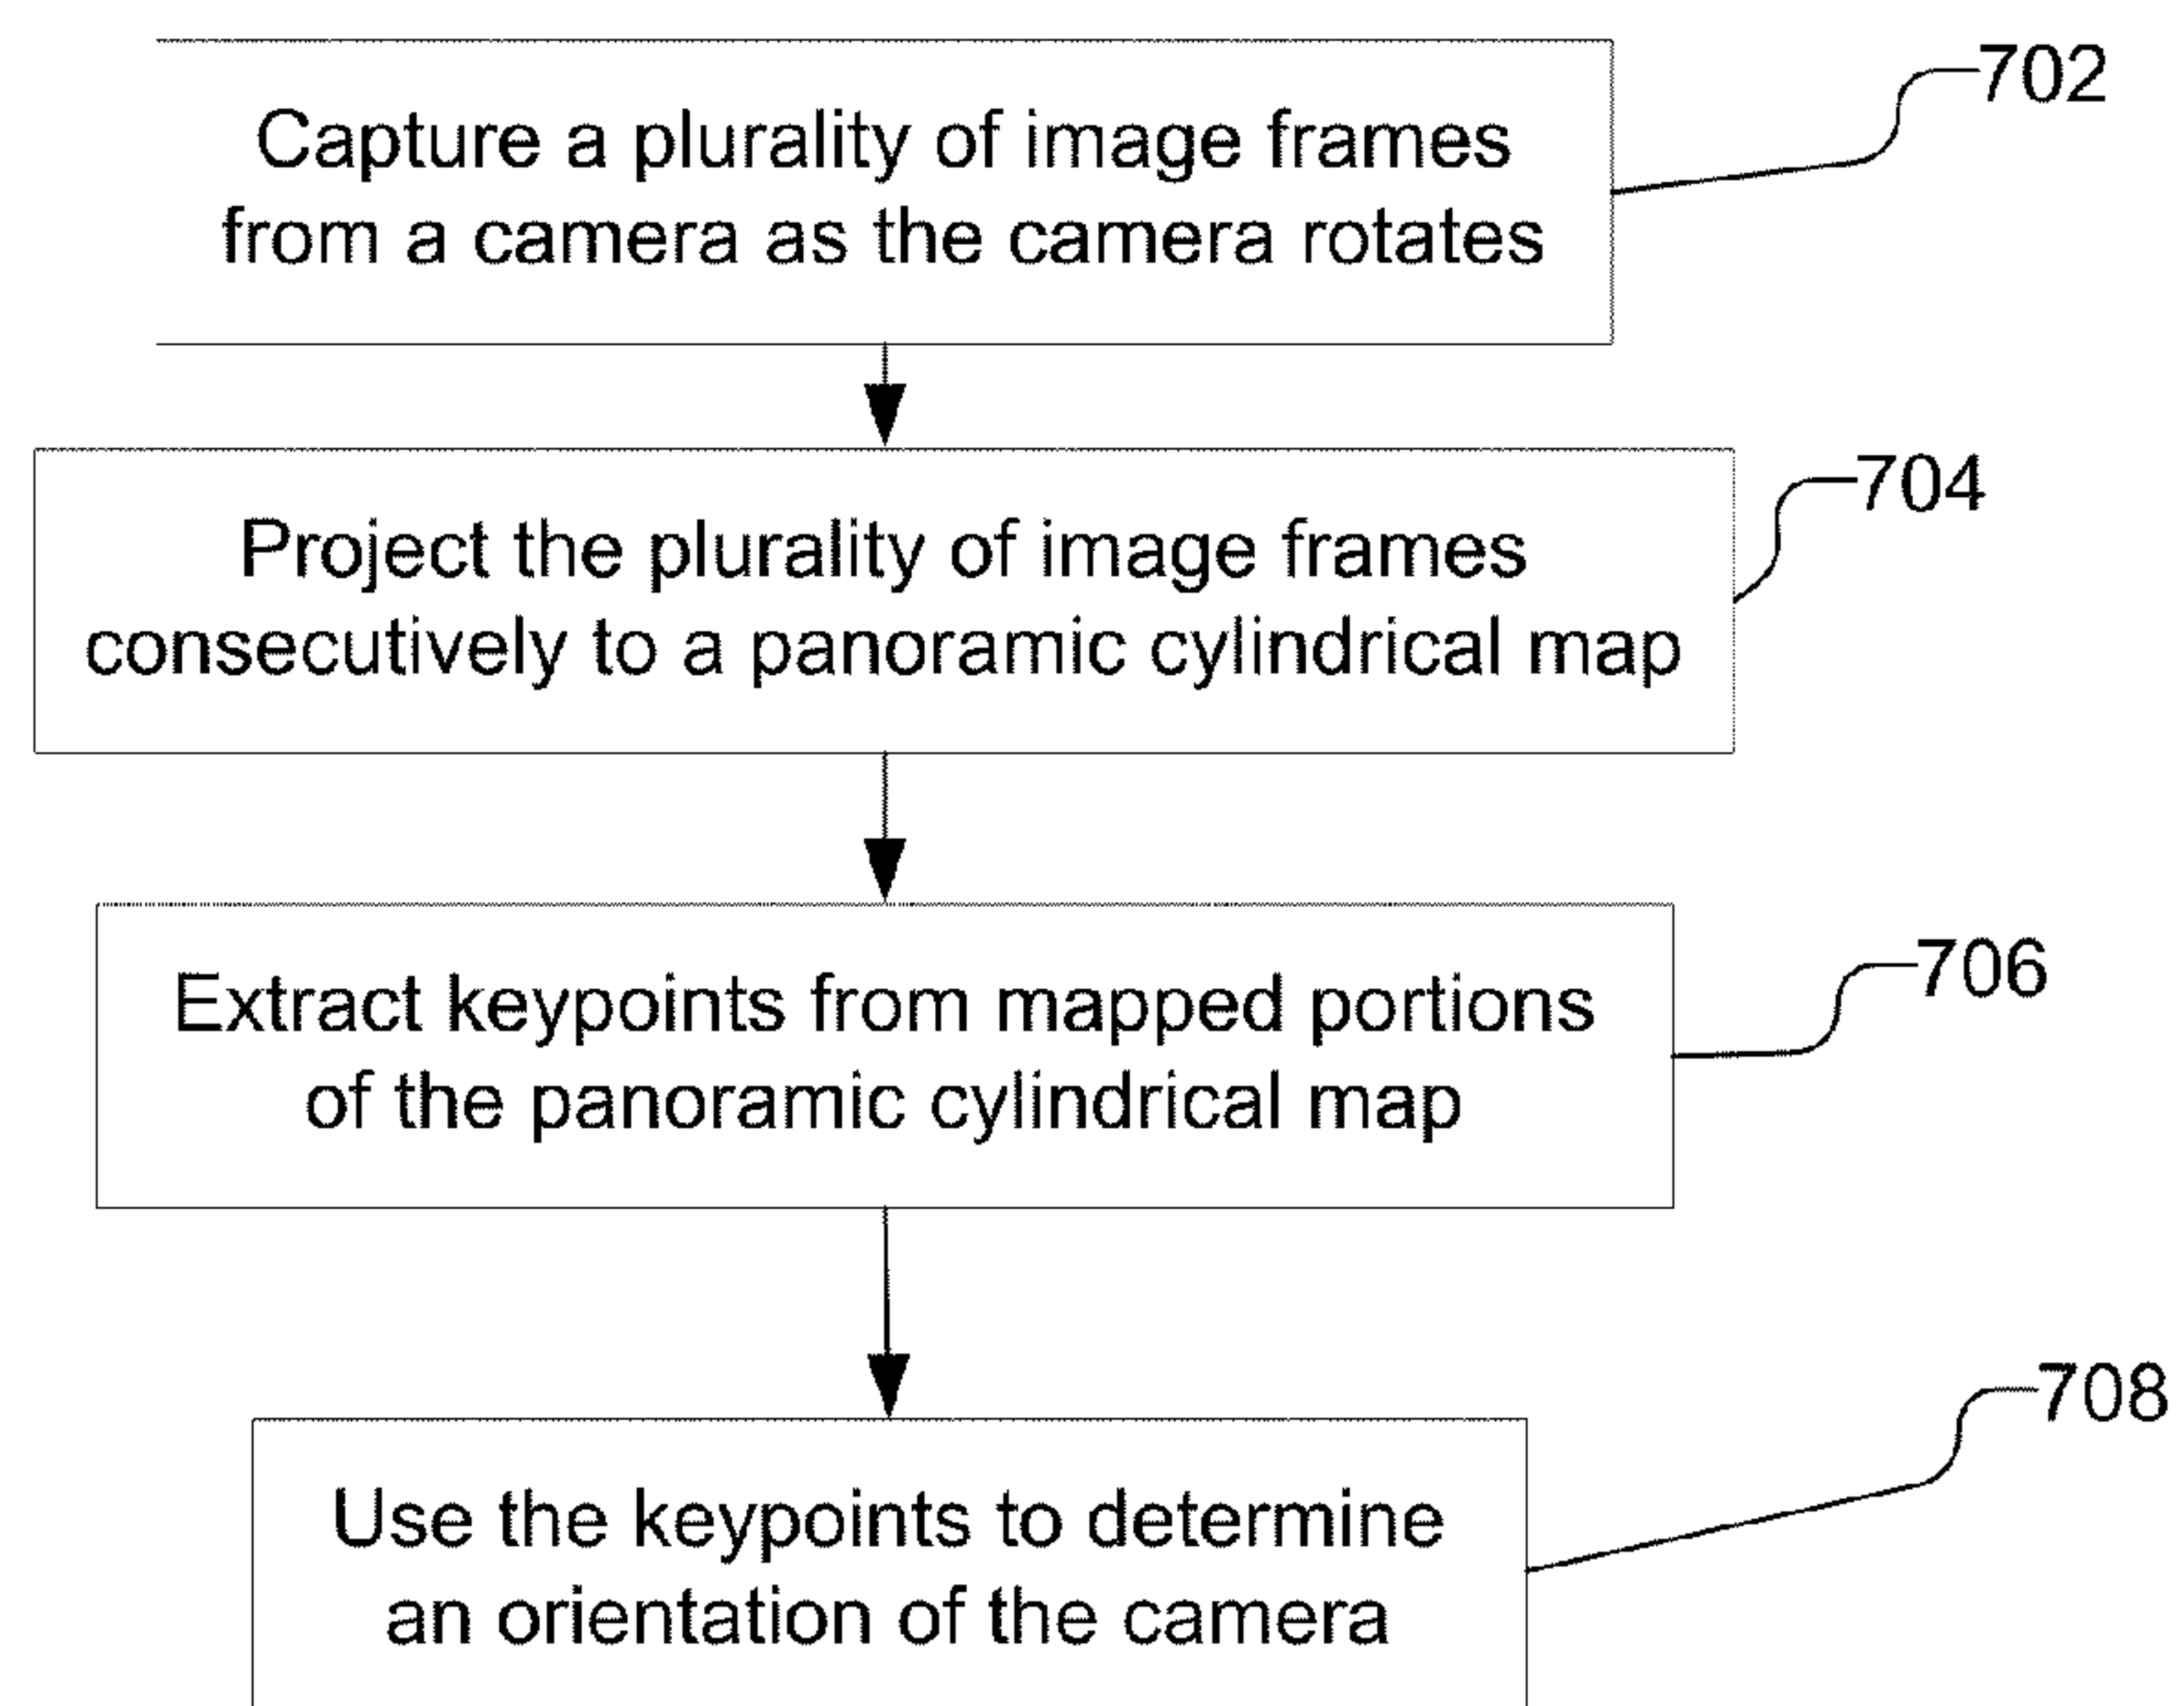 702
Capture a plurality of image frames
from a camera as the camera rotates
704
Project the plurality of image frames
consecutively to a panoramic cylindrical map
706
Extract keypoints from mapped portions
of the panoramic cylindrical map
708
Use the keypoints to determine
an orientation of the camera